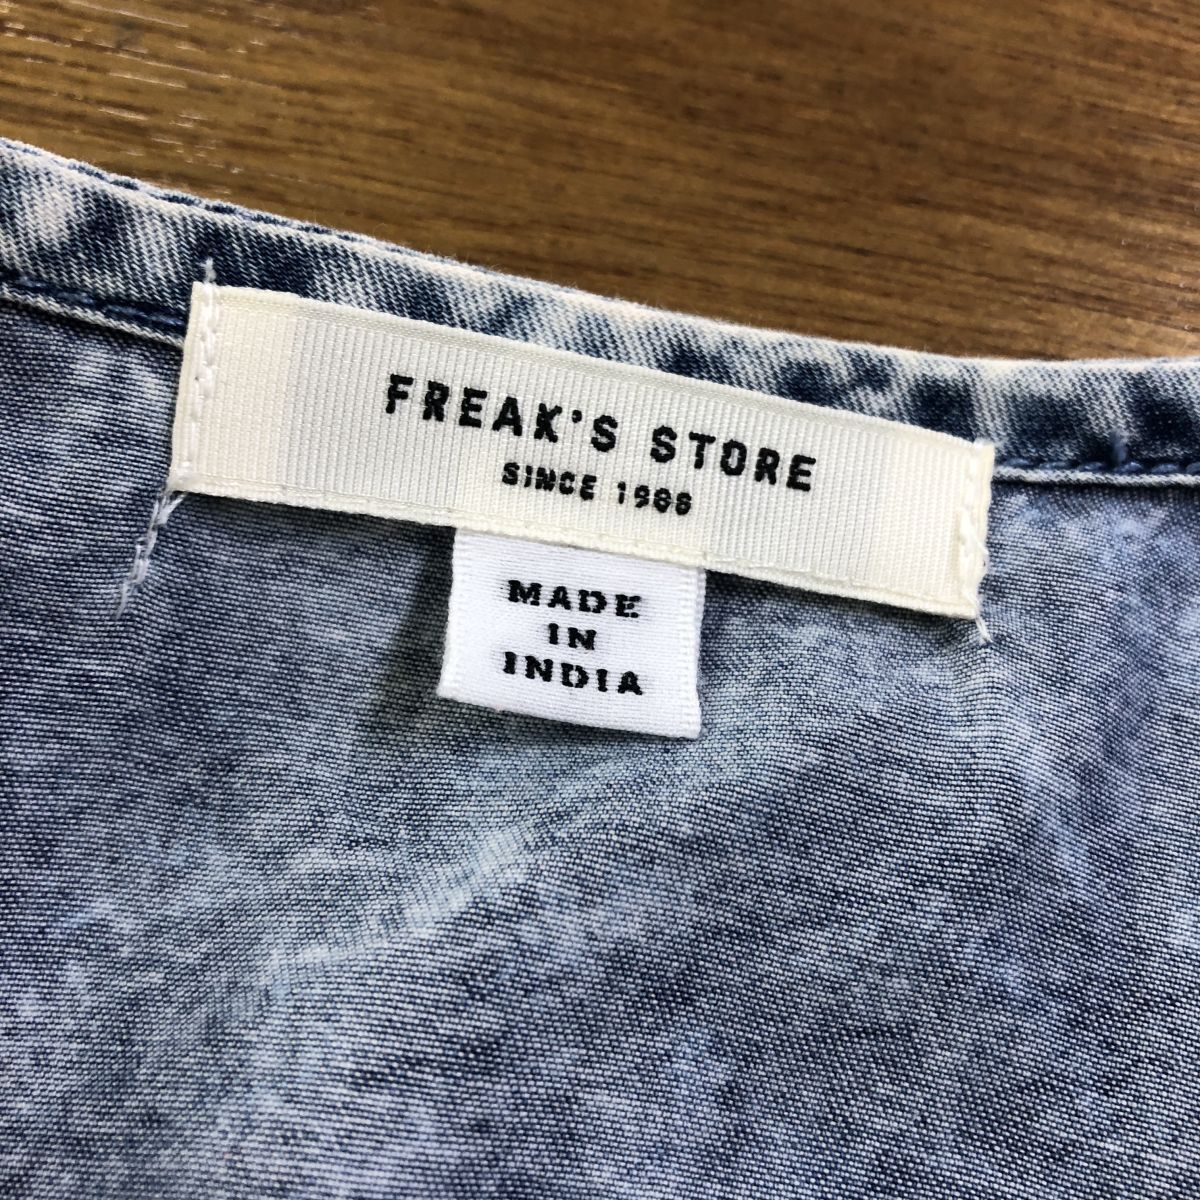 FREAK'S STORE
SINCE 1986
MADE
IN
INDIA